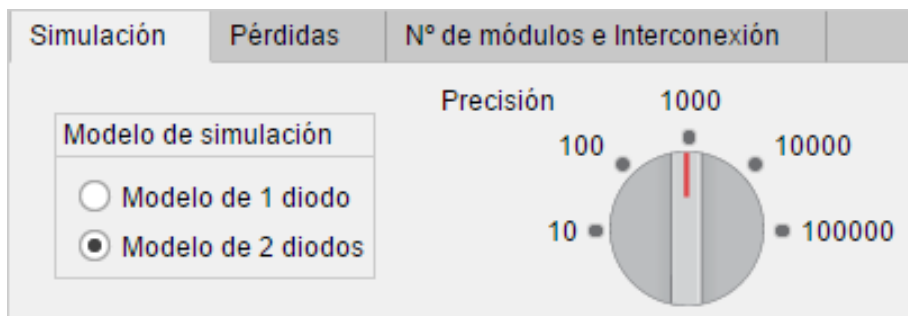 Simulación
Pérdidas
Nº de módulos e Interconexión
Modelo de simulación
Modelo de 1 diodo
Modelo de 2 diodos
Precisión
10
100
1000
10000
100000